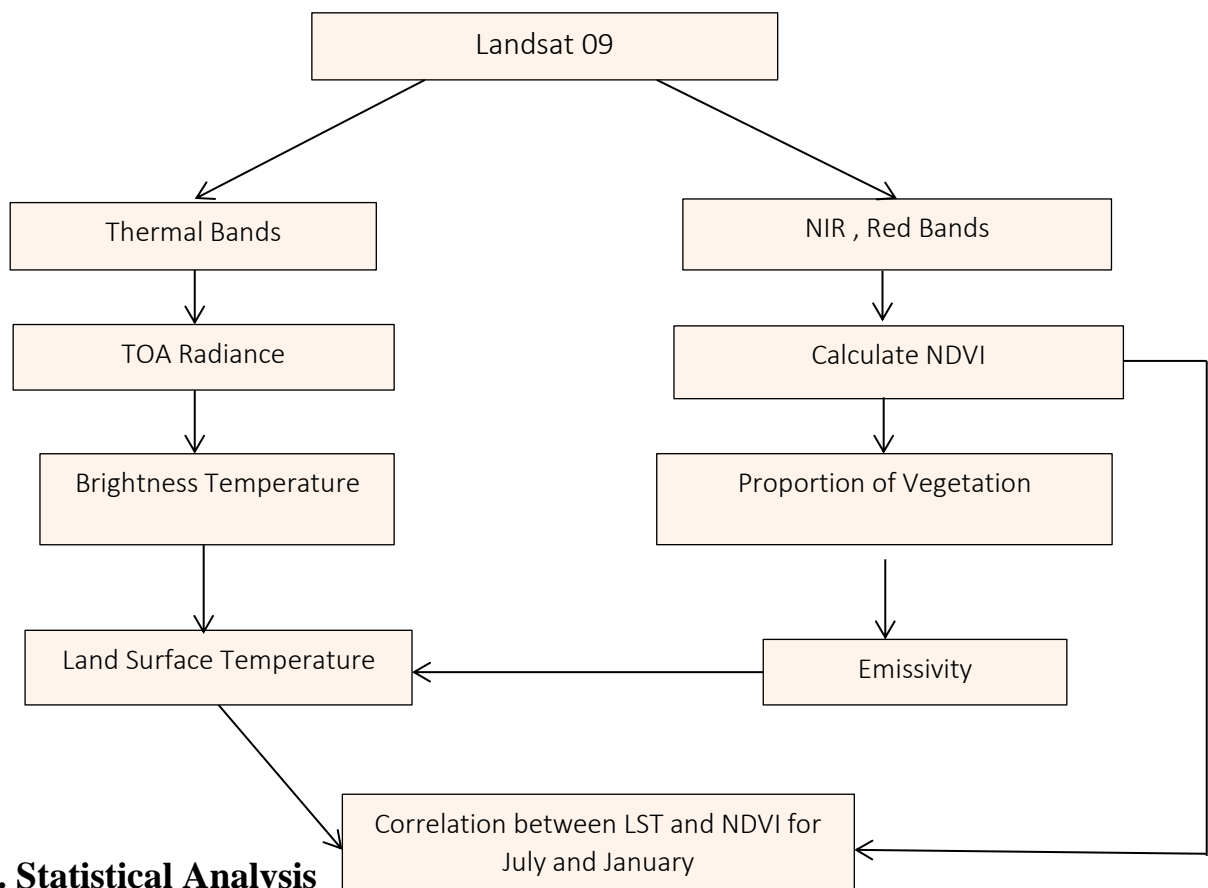 Landsat 09
Thermal Bands
NIR , Red Bands
TOA Radiance
Calculate NDVI
Brightness Temperature
Proportion of Vegetation
Land Surface Temperature
Emissivity
Correlation between LST and NDVI for
July and January
. Statistical Analysis